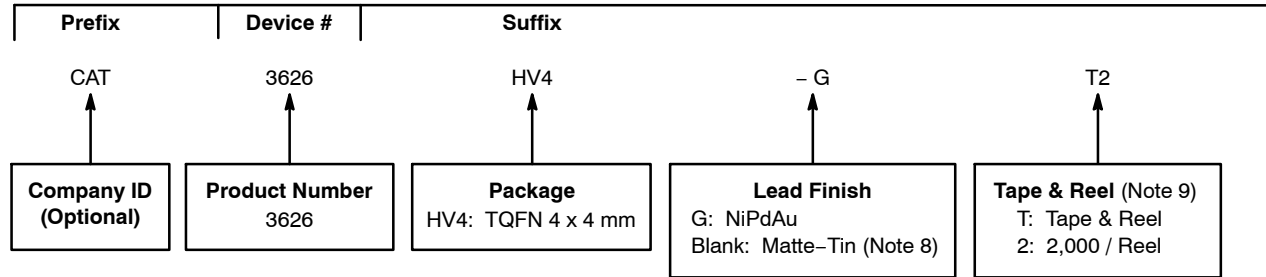 Prefix Device # Suffix
CAT 3626 HV4 – G T2
Company ID
(Optional)
Product Number
3626
Package
HV4: TQFN 4 x 4 mm
Lead Finish
G: NiPdAu
Blank: Matte−Tin (Note 8)
Tape & Reel (Note 9)
T: Tape & Reel
2: 2,000 / Reel